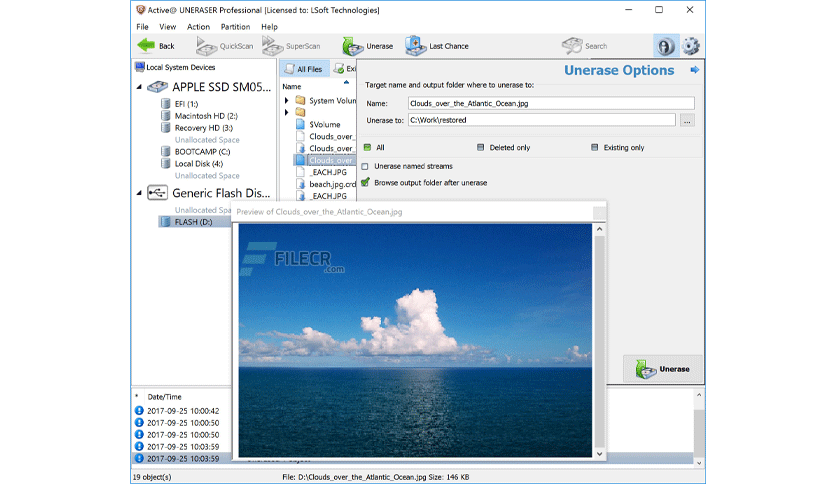 Active@ UNERASER Professional [Licensed to: LSoft Technologies]
File View Action Partition Help
Back QuickScan SuperScan Unerase Last Chance Search
Local System Devices
APPLE SSD SM05...
EFI (1:)
Macintosh HD (2:)
Recovery HD (3:)
Unallocated Space
BOOTCAMP (C:)
Local Disk (4:)
Unallocated Space
Generic Flash Dis...
Unallocated Spa
FLASH (D:)
All Files Exi
Name
System Volun
$Volume
Clouds_over_
Clouds_over_
Clouds_over_
_EACH.JPG
beach.jpg.crd
_EACH.JPG
Unerase Options
Target name and output folder where to unerase to:
Name: Clouds_over_the_Atlantic_Ocean.jpg
Unerase to: C:\Work\restored ...
All Deleted only Existing only
Unerase named streams
Browse output folder after unerase
Preview of Clouds_over_the_Atlantic_Ocean.jpg
FILECR
.com
Unerase
* Date/Time
2017-09-25 10:00:42
2017-09-25 10:00:50
2017-09-25 10:00:50
2017-09-25 10:03:59
2017-09-25 10:03:59
19 object(s) File: D:\Clouds_over_the_Atlantic_Ocean.jpg Size: 146 KB